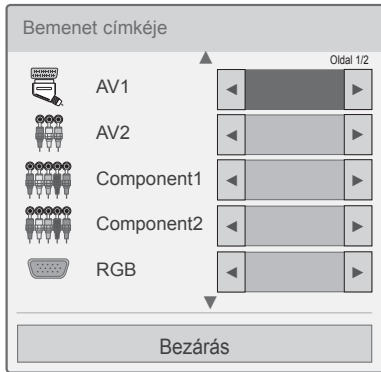 Bemenet címkéje
Oldal 1/2
AV1
AV2
Component1
Component2
RGB
Bezárás